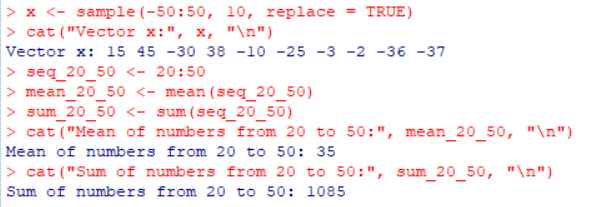 > x <- sample(-50:50, 10, replace = TRUE)
> cat("Vector x:", x, "\n")
Vector x: 15 45 -30 38 -10 -25 -3 -2 -36 -37
> seq_20_50 <- 20:50
> mean_20_50 <- mean(seq_20_50)
> sum_20_50 <- sum(seq_20_50)
> cat("Mean of numbers from 20 to 50:", mean_20_50, "\n")
Mean of numbers from 20 to 50: 35
> cat("Sum of numbers from 20 to 50:", sum_20_50, "\n")
Sum of numbers from 20 to 50: 1085